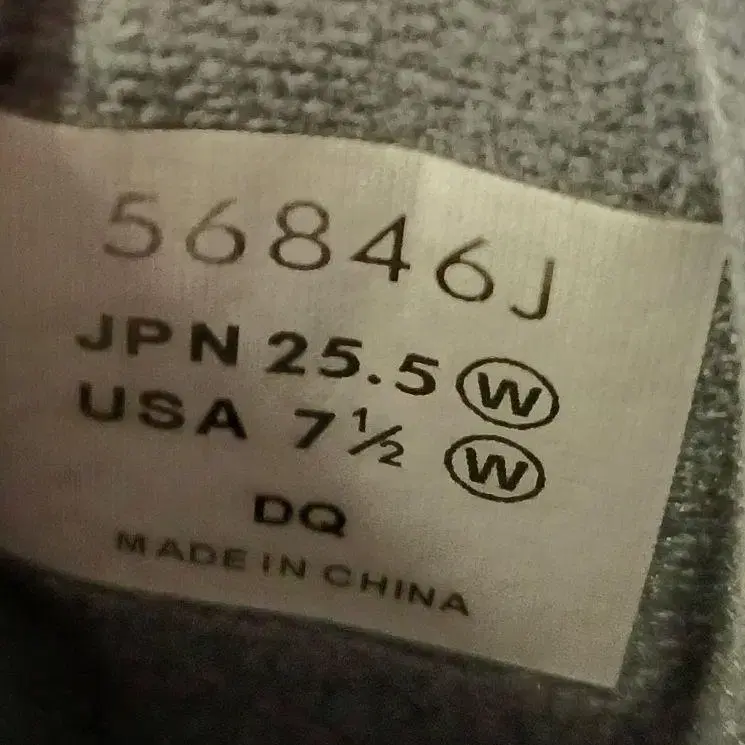 56846J
JPN 25.5 Ⓦ
USA 7½ Ⓦ
DQ
MADE IN CHINA